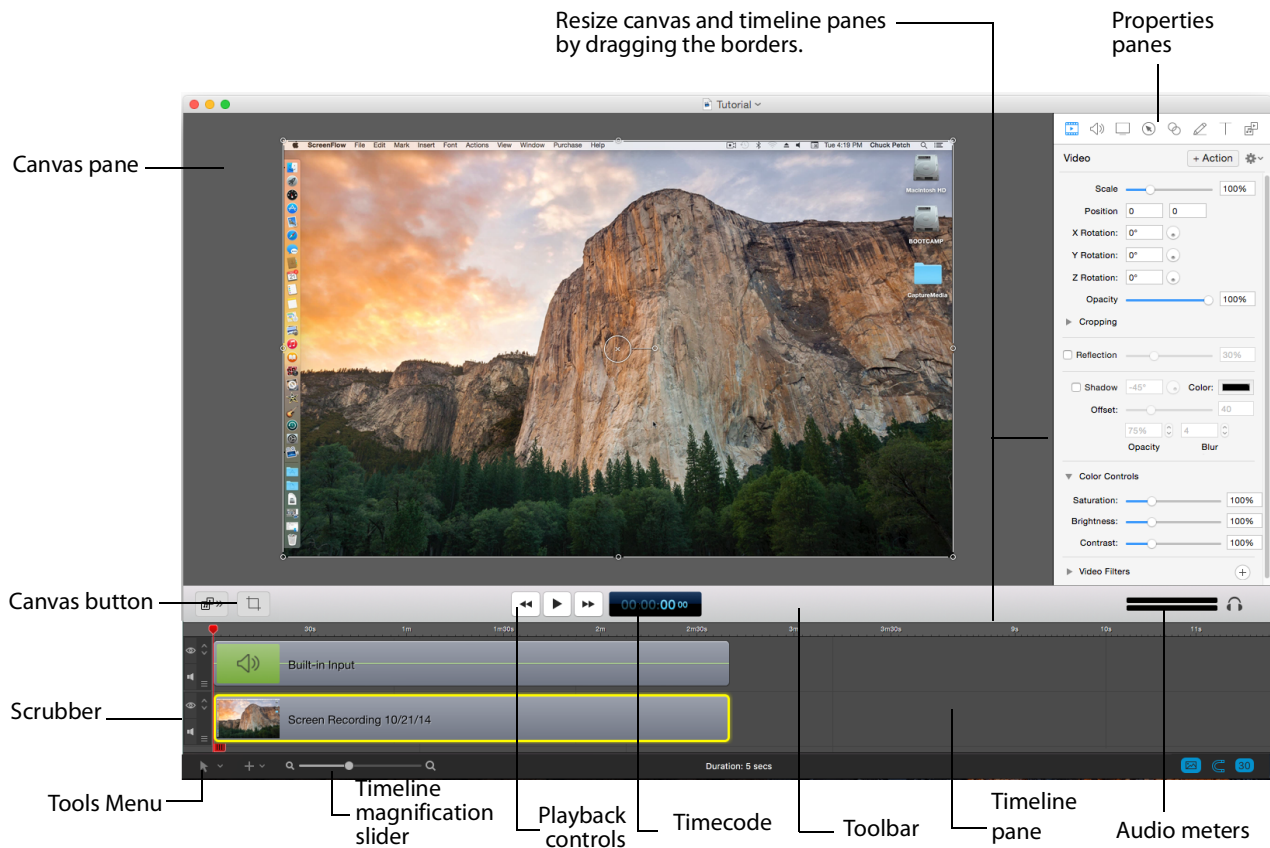 Resize canvas and timeline panes
by dragging the borders.
Properties
panes
Tutorial
Canvas pane
ScreenFlow File Edit Mark Insert Font Actions View Window Purchase Help
Tue 4:19 PM Chuck Petch
Macintosh HD
BOOTCAMP
CaptureMedia
Video + Action
Scale 100%
Position 0 0
X Rotation: 0°
Y Rotation: 0°
Z Rotation: 0°
Opacity 100%
Cropping
Reflection 30%
Shadow -45° Color:
Offset: 40
75% 4
Opacity Blur
Color Controls
Saturation: 100%
Brightness: 100%
Contrast: 100%
Video Filters
Canvas button
00:00:00 00
30s 1m 1m30s 2m 2m30s 3m 3m30s 9s 10s 11s
Built-in Input
Scrubber
Screen Recording 10/21/14
Duration: 5 secs
30
Tools Menu
Timeline
magnification
slider
Playback
controls
Timecode
Toolbar
Timeline
pane
Audio meters